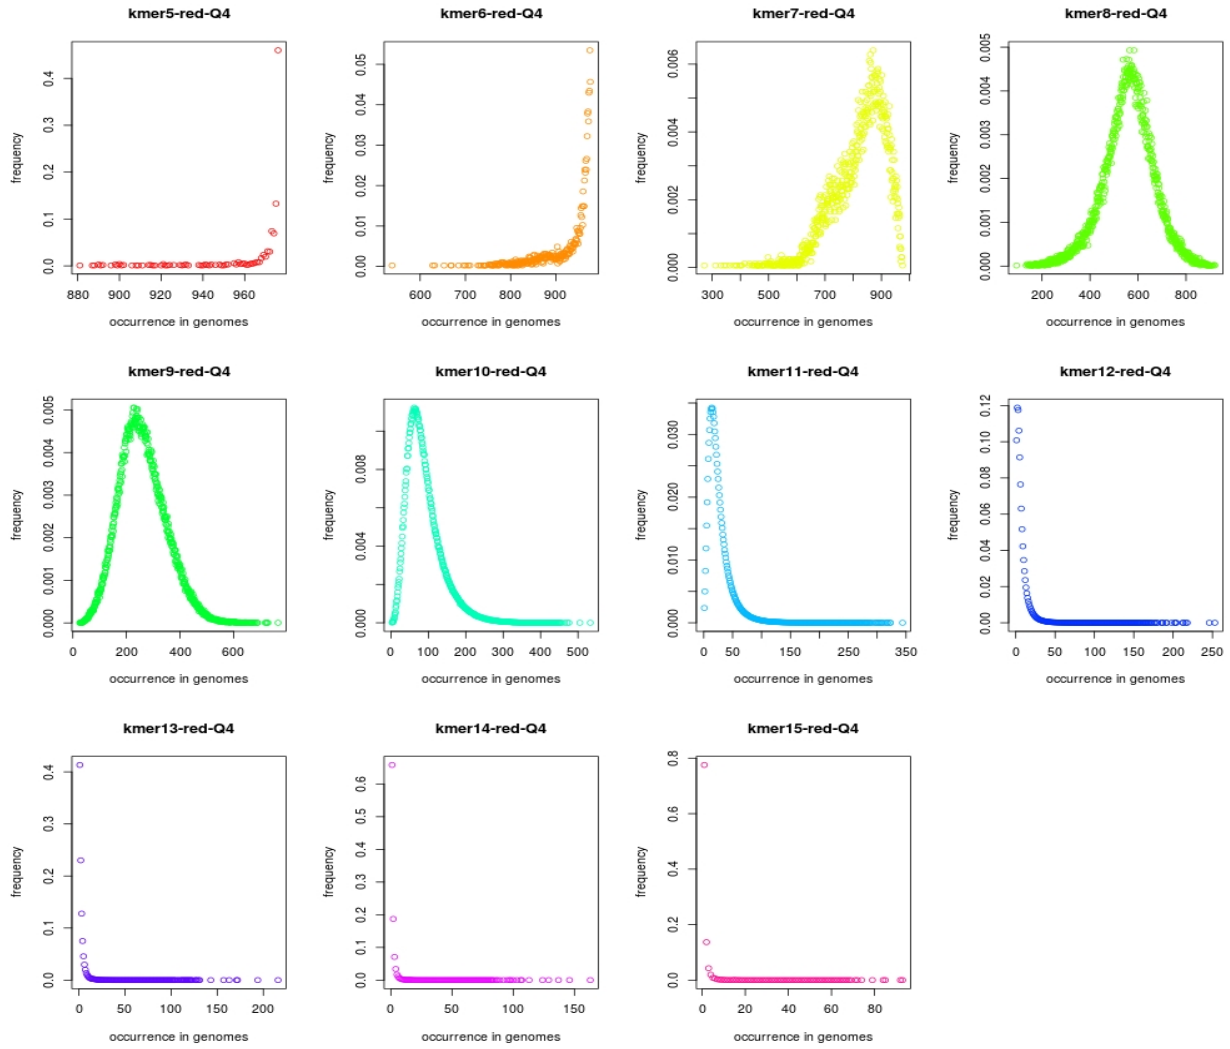 kmer5-red-Q4
kmer6-red-Q4
kmer7-red-Q4
kmer8-red-Q4
frequency
0.0 0.1 0.2 0.3 0.4
880 900 920 940 960
occurrence in genomes
frequency
0.00 0.01 0.02 0.03 0.04 0.05
600 700 800 900
occurrence in genomes
frequency
0.000 0.002 0.004 0.006
300 500 700 900
occurrence in genomes
frequency
0.000 0.001 0.002 0.003 0.004 0.005
200 400 600 800
occurrence in genomes
kmer9-red-Q4
kmer10-red-Q4
kmer11-red-Q4
kmer12-red-Q4
frequency
0.000 0.001 0.002 0.003 0.004 0.005
0 200 400 600
occurrence in genomes
frequency
0.000 0.004 0.008
0 100 200 300 400 500
occurrence in genomes
frequency
0.000 0.010 0.020 0.030
0 50 150 250 350
occurrence in genomes
frequency
0.00 0.02 0.04 0.06 0.08 0.10 0.12
0 50 100 150 200 250
occurrence in genomes
kmer13-red-Q4
kmer14-red-Q4
kmer15-red-Q4
frequency
0.0 0.1 0.2 0.3 0.4
0 50 100 150 200
occurrence in genomes
frequency
0.0 0.1 0.2 0.3 0.4 0.5 0.6
0 50 100 150
occurrence in genomes
frequency
0.0 0.2 0.4 0.6 0.8
0 20 40 60 80
occurrence in genomes